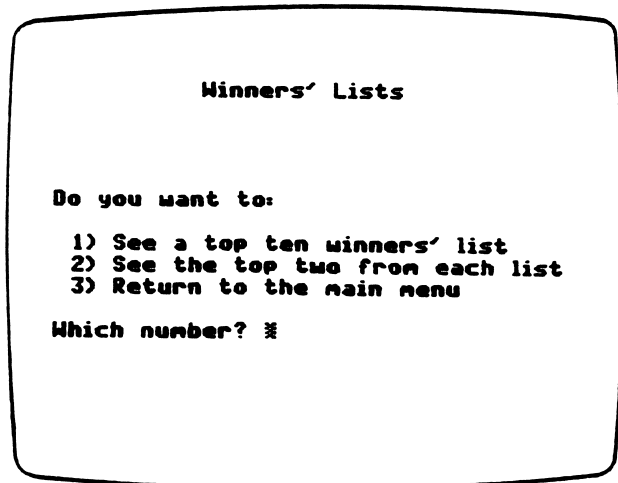 Winners' Lists
Do you want to:
1) See a top ten winners' list
2) See the top two from each list
3) Return to the main menu
Which number?